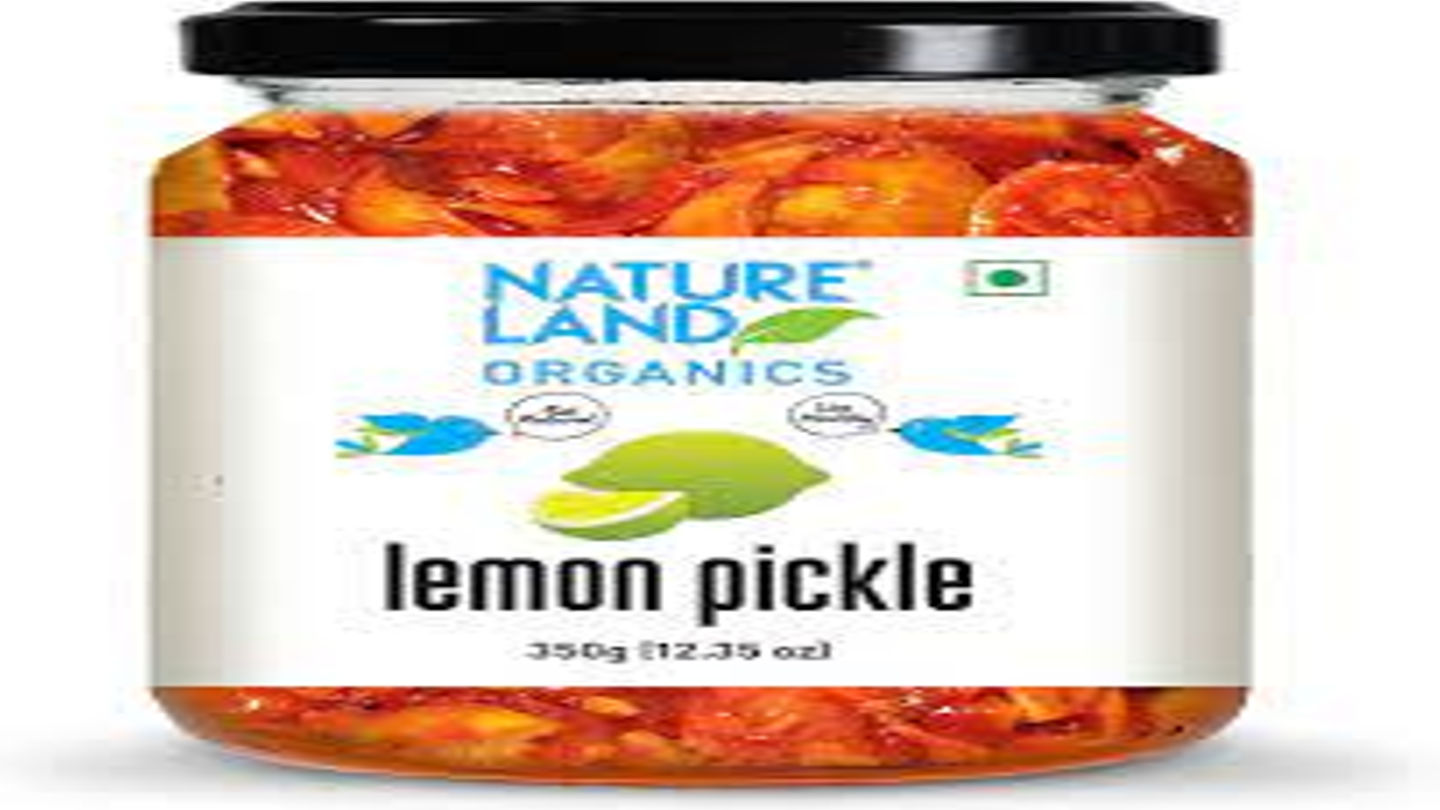 NATURE
LAND
ORGANICS
lemon pickle
350g (12.35 oz)